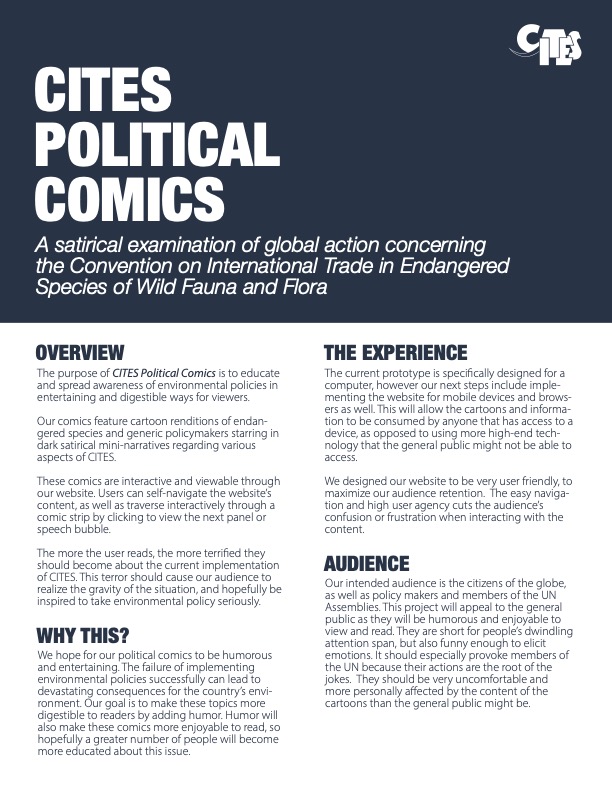 CITES
CITES
POLITICAL
COMICS
A satirical examination of global action concerning
the Convention on International Trade in Endangered
Species of Wild Fauna and Flora
OVERVIEW
The purpose of CITES Political Comics is to educate
and spread awareness of environmental policies in
entertaining and digestible ways for viewers.
Our comics feature cartoon renditions of endan-
gered species and generic policymakers starring in
dark satirical mini-narratives regarding various
aspects of CITES.
These comics are interactive and viewable through
our website. Users can self-navigate the website's
content, as well as traverse interactively through a
comic strip by clicking to view the next panel or
speech bubble.
The more the user reads, the more terrified they
should become about the current implementation
of CITES. This terror should cause our audience to
realize the gravity of the situation, and hopefully be
inspired to take environmental policy seriously.
WHY THIS?
We hope for our political comics to be humorous
and entertaining. The failure of implementing
environmental policies successfully can lead to
devastating consequences for the country's envi-
ronment. Our goal is to make these topics more
digestible to readers by adding humor. Humor will
also make these comics more enjoyable to read, so
hopefully a greater number of people will become
more educated about this issue.
THE EXPERIENCE
The current prototype is specifically designed for a
computer, however our next steps include imple-
menting the website for mobile devices and brows-
ers as well. This will allow the cartoons and informa-
tion to be consumed by anyone that has access to a
device, as opposed to using more high-end tech-
nology that the general public might not be able to
access.
We designed our website to be very user friendly, to
maximize our audience retention. The easy naviga-
tion and high user agency cuts the audience's
confusion or frustration when interacting with the
content.
AUDIENCE
Our intended audience is the citizens of the globe,
as well as policy makers and members of the UN
Assemblies. This project will appeal to the general
public as they will be humorous and enjoyable to
view and read. They are short for people's dwindling
attention span, but also funny enough to elicit
emotions. It should especially provoke members of
the UN because their actions are the root of the
jokes. They should be very uncomfortable and
more personally affected by the content of the
cartoons than the general public might be.